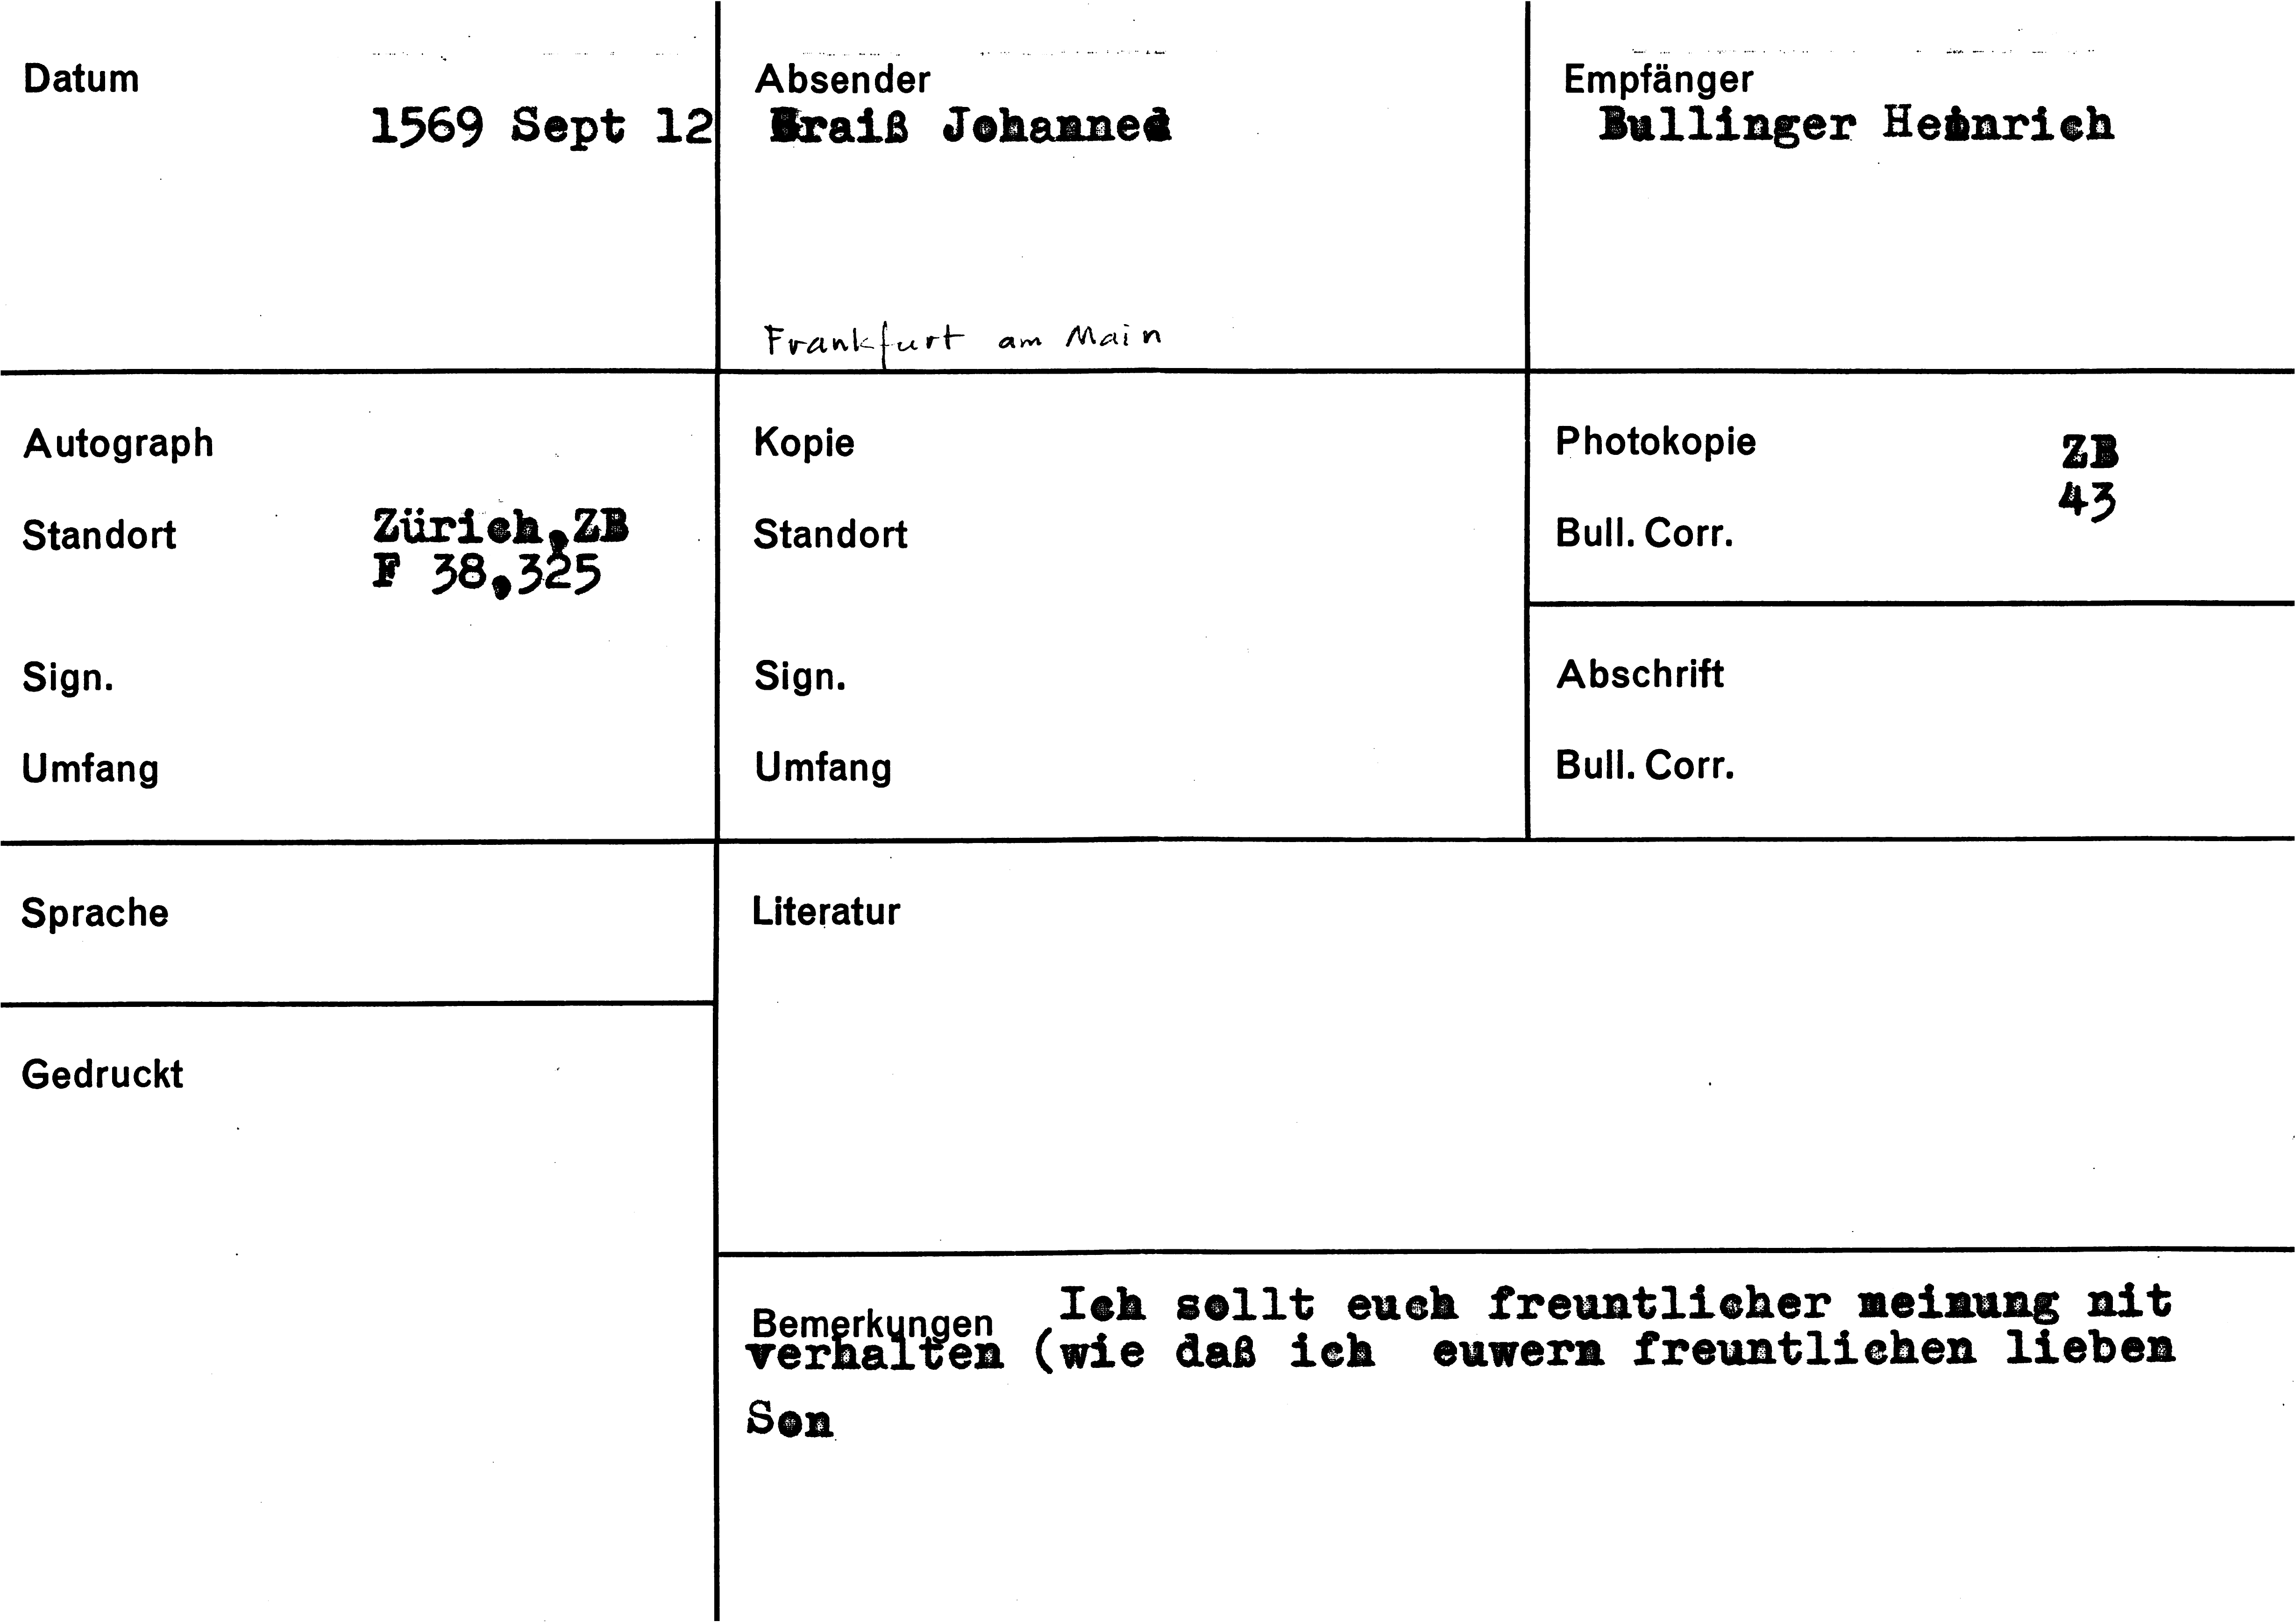 Datum
1569 Sept 12
Absender
Braiß Johannes
Frankfurt am Main
Empfänger
Bullinger Heinrich
Autograph
Standort
Zürich,ZB
F 38,325
Sign.
Umfang
Kopie
Standort
Sign.
Umfang
Photokopie
ZB
43
Bull. Corr.
Abschrift
Bull. Corr.
Sprache
Literatur
Gedruckt
Bemerkungen Ich sollt euch freuntlicher meinung nit
verhalten (wie daß ich euwern freuntlichen lieben
Son